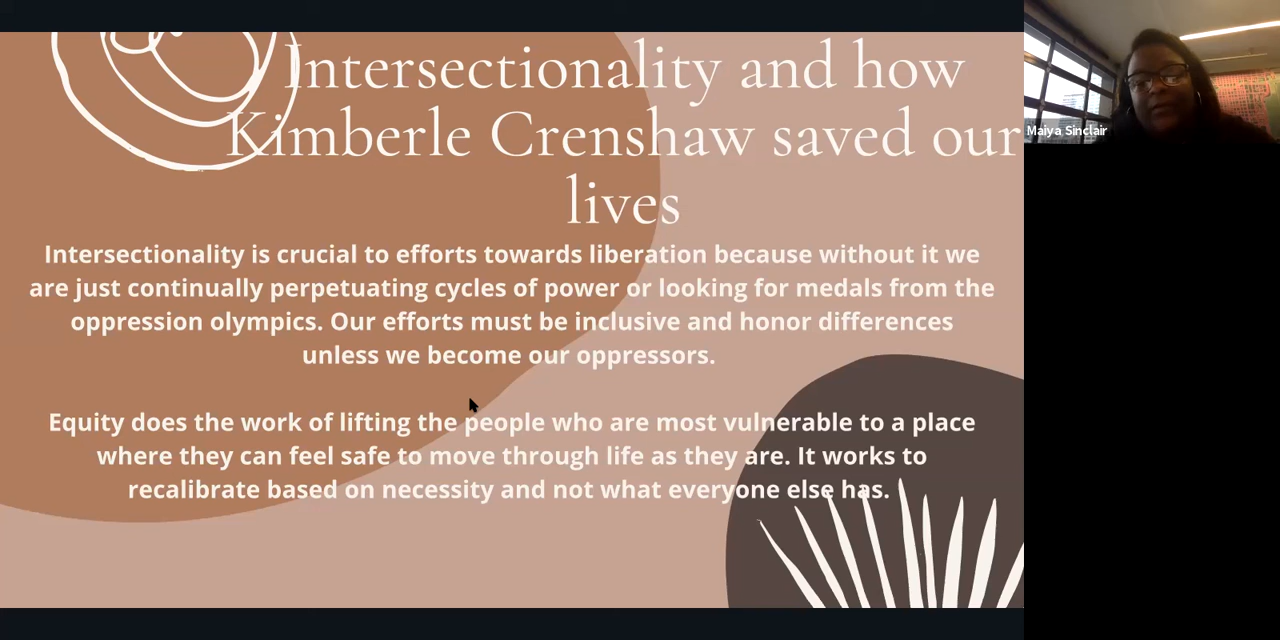 Intersectionality and how
Kimberle Crenshaw saved our
lives
Intersectionality is crucial to efforts towards liberation because without it we
are just continually perpetuating cycles of power or looking for medals from the
oppression olympics. Our efforts must be inclusive and honor differences
unless we become our oppressors.
Equity does the work of lifting the people who are most vulnerable to a place
where they can feel safe to move through life as they are. It works to
recalibrate based on necessity and not what everyone else has.
Maiya Sinclair